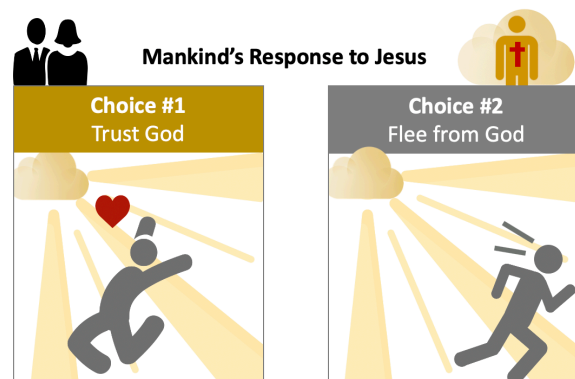 Mankind’s Response to Jesus
Choice #1
Trust God
Choice #2
Flee from God